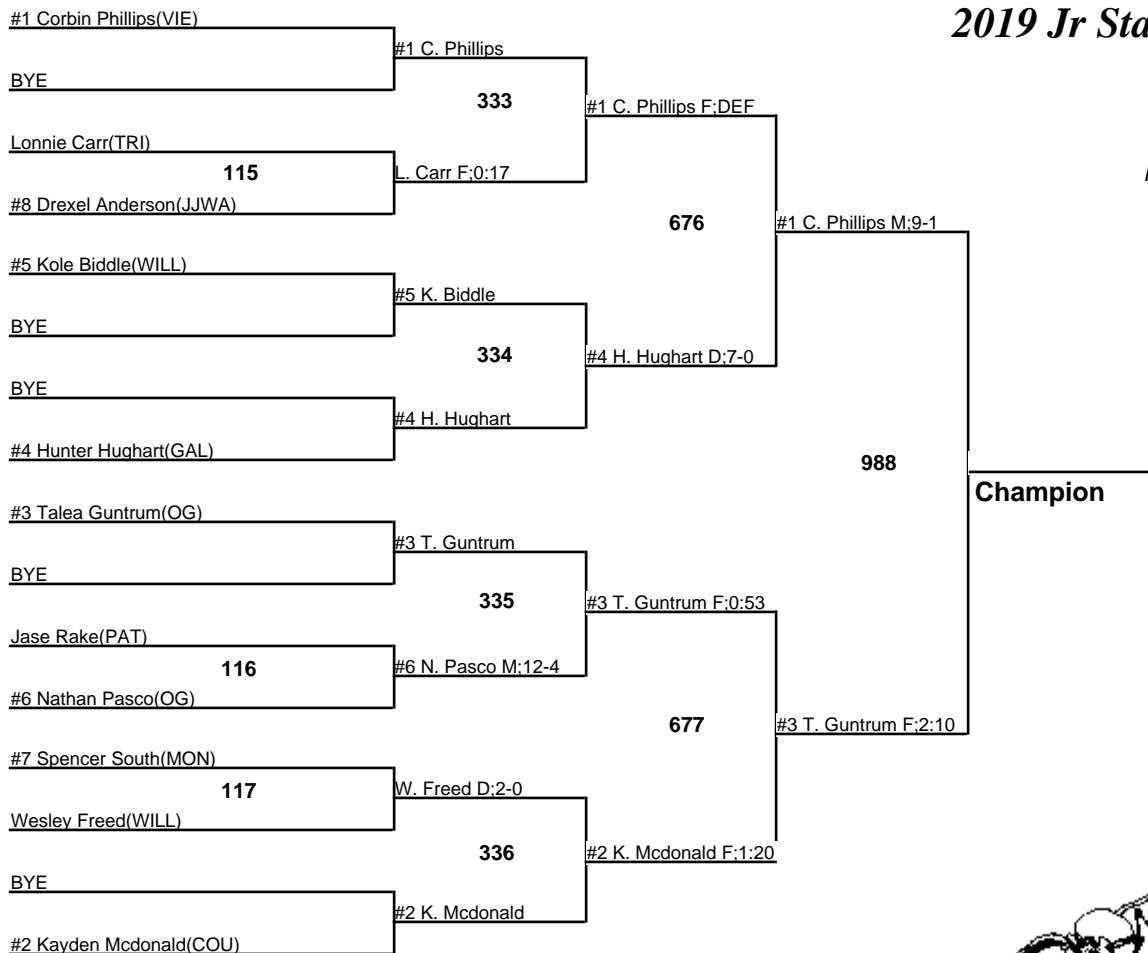 #1 Corbin Phillips(VIE)
2019 Jr Sta
#1 C. Phillips
BYE
333
#1 C. Phillips F;DEF
Lonnie Carr(TRI)
115
L. Carr F;0:17
#8 Drexel Anderson(JJWA)
676
#1 C. Phillips M;9-1
#5 Kole Biddle(WILL)
#5 K. Biddle
BYE
334
#4 H. Hughart D;7-0
BYE
#4 H. Hughart
#4 Hunter Hughart(GAL)
988
Champion
#3 Talea Guntrum(OG)
#3 T. Guntrum
BYE
335
#3 T. Guntrum F;0:53
Jase Rake(PAT)
116
#6 N. Pasco M;12-4
#6 Nathan Pasco(OG)
677
#3 T. Guntrum F;2:10
#7 Spencer South(MON)
117
W. Freed D;2-0
Wesley Freed(WILL)
336
#2 K. Mcdonald F;1:20
BYE
#2 K. Mcdonald
#2 Kayden Mcdonald(COU)